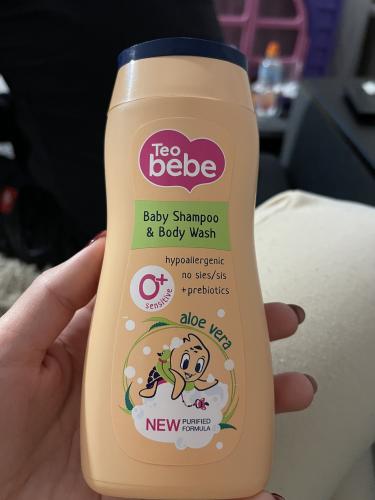 Teo
bebe
Baby Shampoo
& Body Wash
hypoallergenic
no sles/sls
+prebiotics
0+
sensitive
aloe vera
NEW PURIFIED
FORMULA